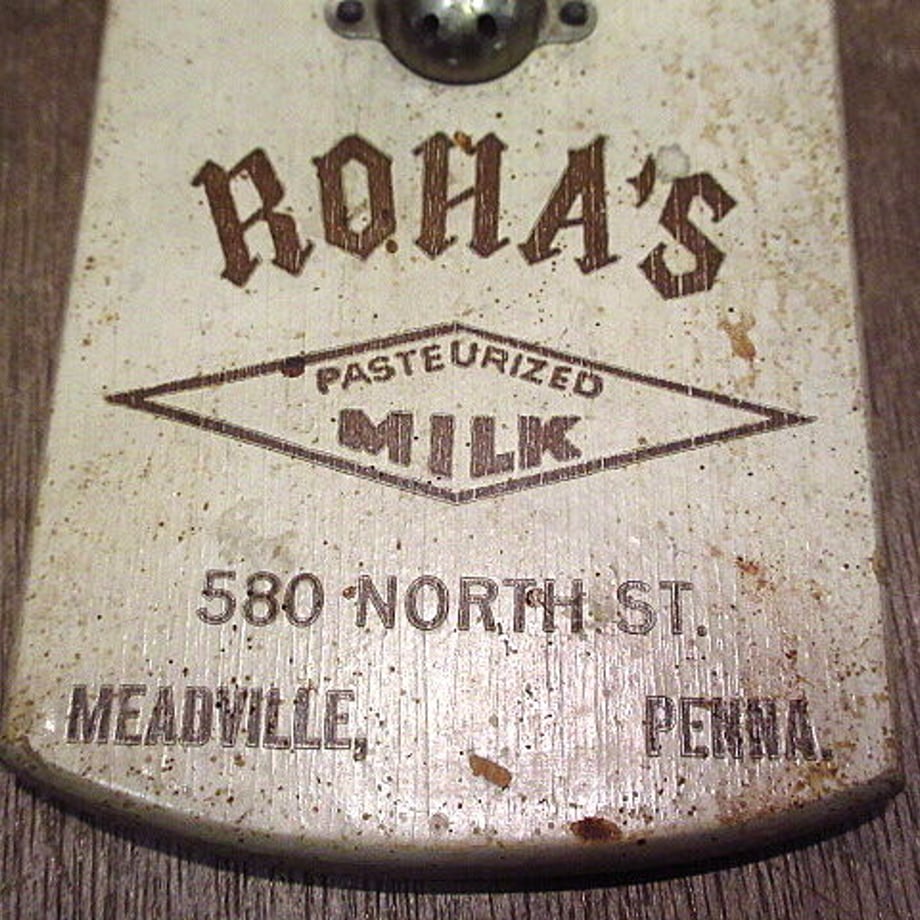 ROHA'S
PASTEURIZED
MILK
580 NORTH ST.
MEADVILLE, PENNA.